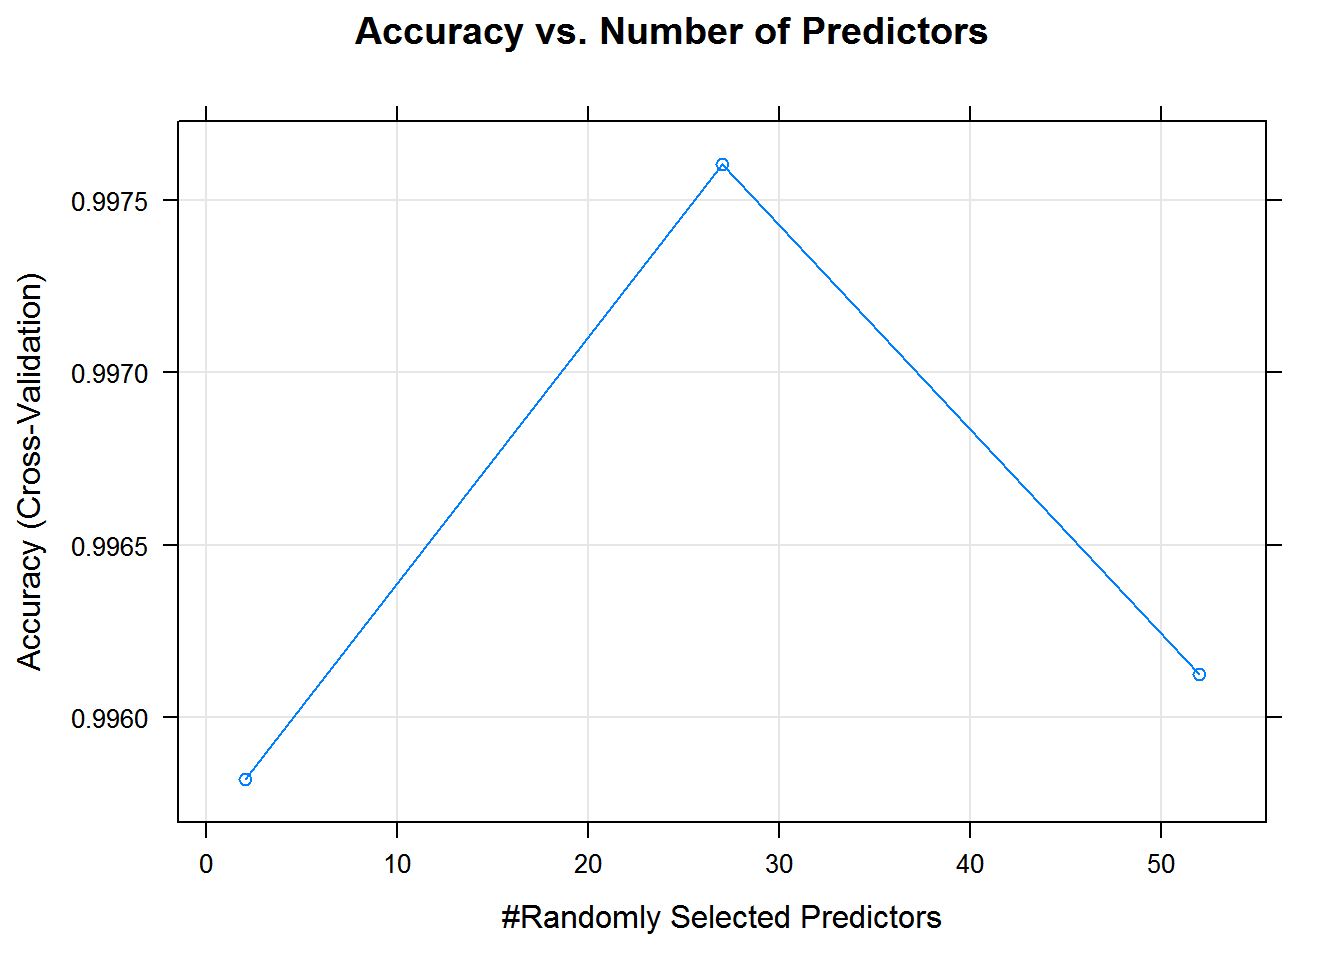 Accuracy vs. Number of Predictors
Accuracy (Cross-Validation)
0.9975
0.9970
0.9965
0.9960
0 10 20 30 40 50
#Randomly Selected Predictors